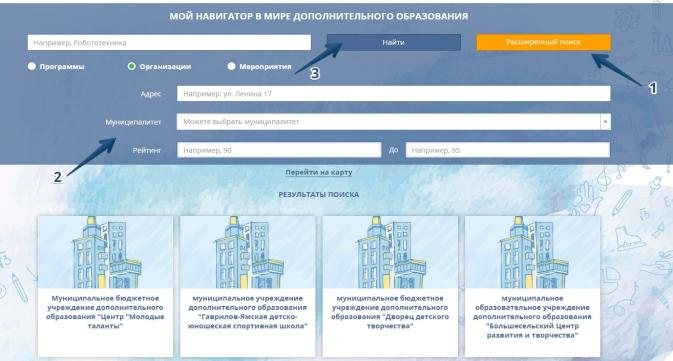 МОЙ НАВИГАТОР В МИРЕ ДОПОЛНИТЕЛЬНОГО ОБРАЗОВАНИЯ
Например, Робототехника
Найти
Расширенный поиск
Программы
Организации
Мероприятия
3
1
Адрес
Например: ул. Ленина 17
Муниципалитет
Можете выбрать муниципалитет
2
Рейтинг
Например, 90
До
Например, 95
Перейти на карту
РЕЗУЛЬТАТЫ ПОИСКА
Муниципальное бюджетное
учреждение дополнительного
образования "Центр "Молодые
таланты"
муниципальное учреждение
дополнительного образования
"Гаврилов-Ямская детско-
юношеская спортивная школа"
муниципальное бюджетное
учреждение дополнительного
образования "Дворец детского
творчества"
муниципальное
образовательное учреждение
дополнительного образования
"Большесельский Центр
развития и творчества"